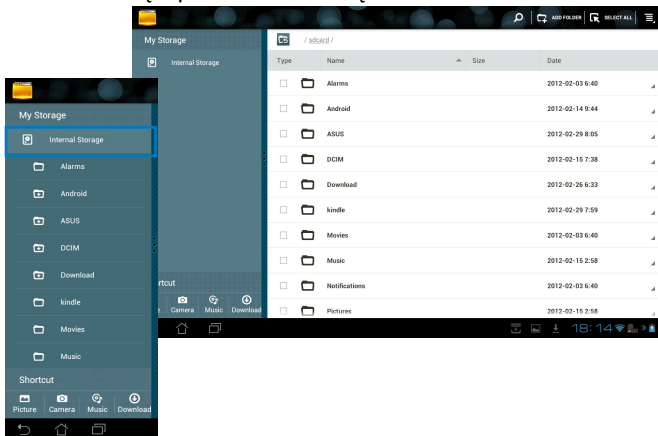 ADD FOLDER SELECT ALL
My Storage
Internal Storage
/ sdcard /
Type Name Size Date
Alarms 2012-02-03 6:40
Android 2012-02-14 9:44
ASUS 2012-02-29 8:05
DCIM 2012-02-15 7:38
Download 2012-02-26 6:33
kindle 2012-02-29 7:59
Movies 2012-02-03 6:40
Music 2012-02-15 2:58
Notifications 2012-02-03 6:40
Pictures 2012-02-15 2:58
Camera Music Download
18:14
My Storage
Internal Storage
Alarms
Android
ASUS
DCIM
Download
kindle
Movies
Music
Shortcut
Picture Camera Music Download